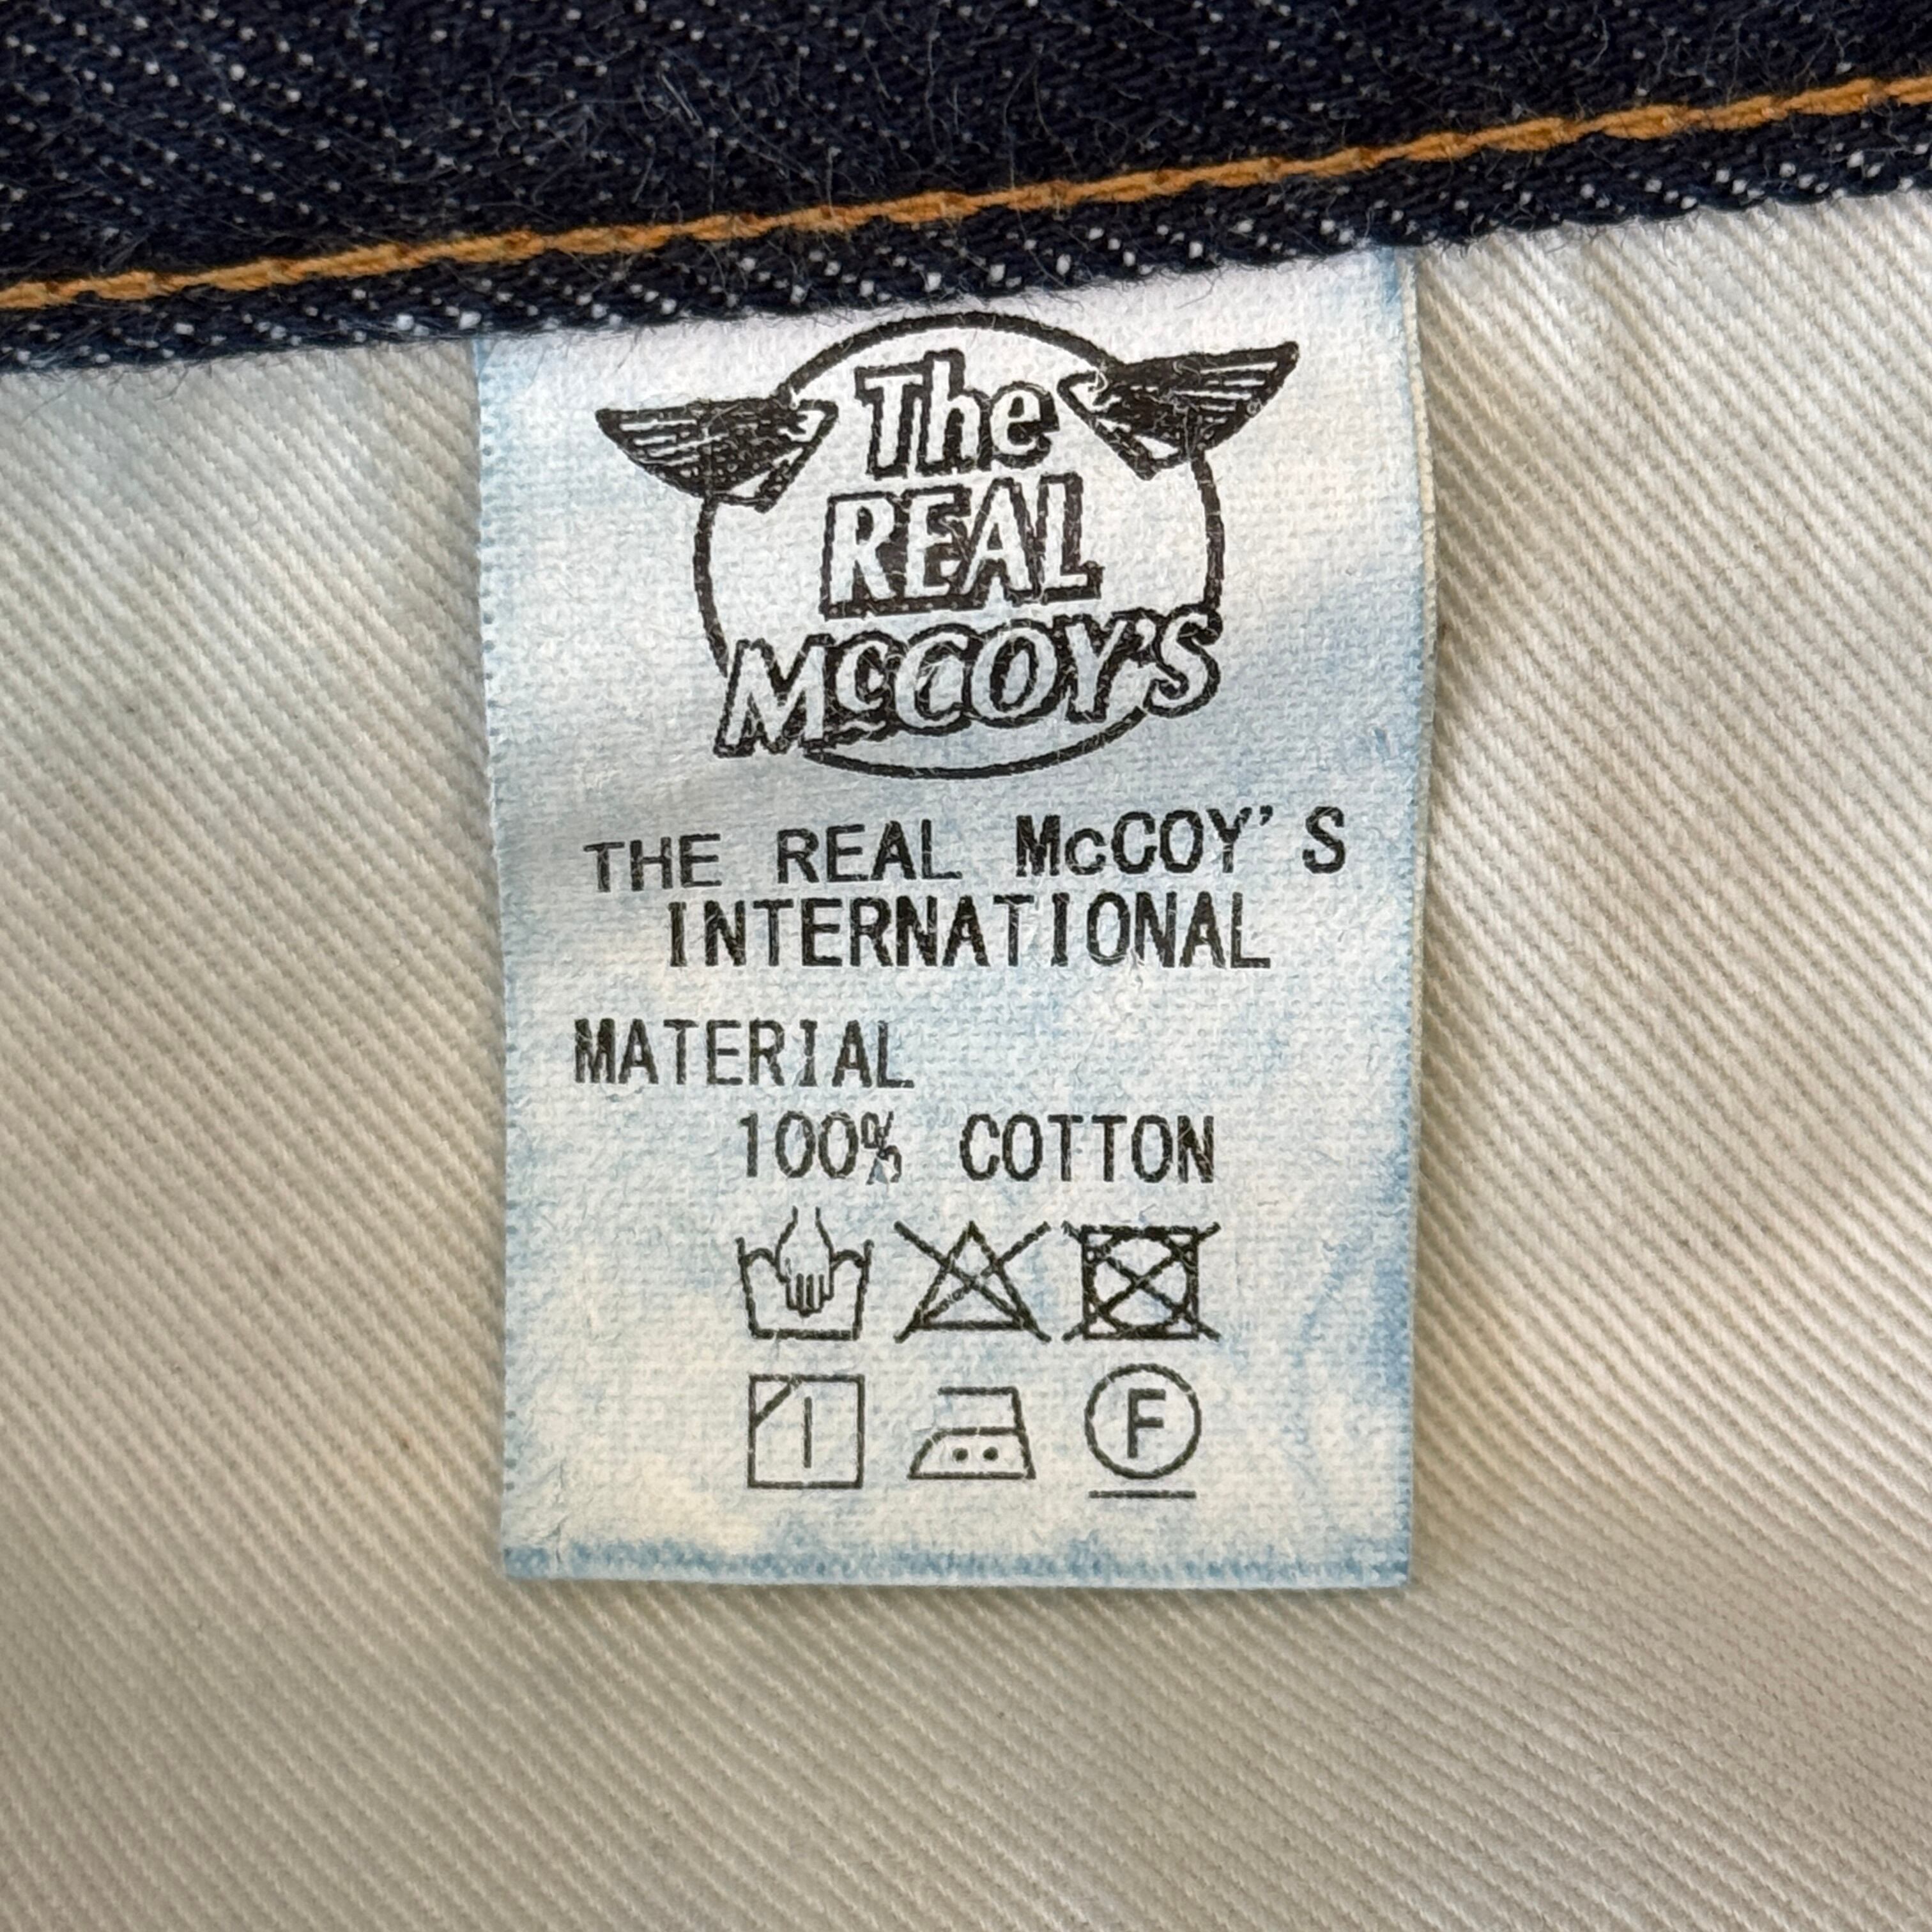 The
REAL
McCOY'S
THE REAL McCOY'S
INTERNATIONAL
MATERIAL
100% COTTON
F